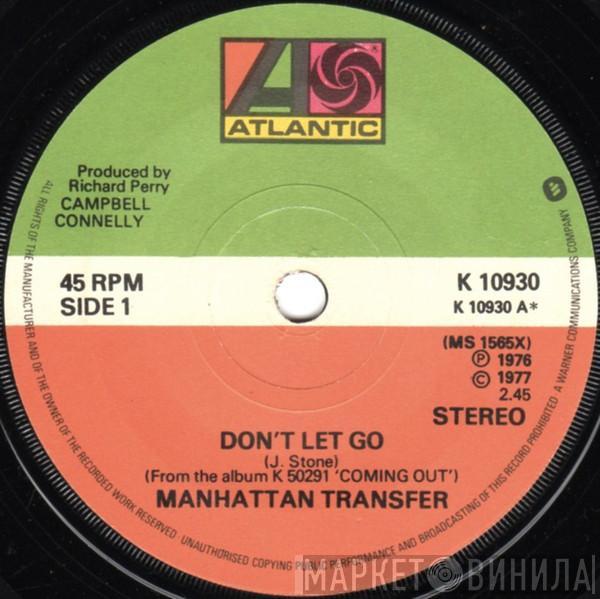 ATLANTIC
Produced by
Richard Perry
CAMPBELL
CONNELLY
45 RPM
SIDE 1
K 10930
K 10930 A*
(MS 1565X)
Ⓟ 1976
© 1977
2.45
STEREO
DON'T LET GO
(J. Stone)
(From the album K 50291 'COMING OUT')
MANHATTAN TRANSFER
ALL RIGHTS OF THE MANUFACTURER AND OF THE OWNER OF THE RECORDED WORK RESERVED · UNAUTHORISED COPYING PUBLIC PERFORMANCE AND BROADCASTING OF THIS RECORD PROHIBITED · A WARNER COMMUNICATIONS COMPANY
МАРКЕТ ВИНИЛА